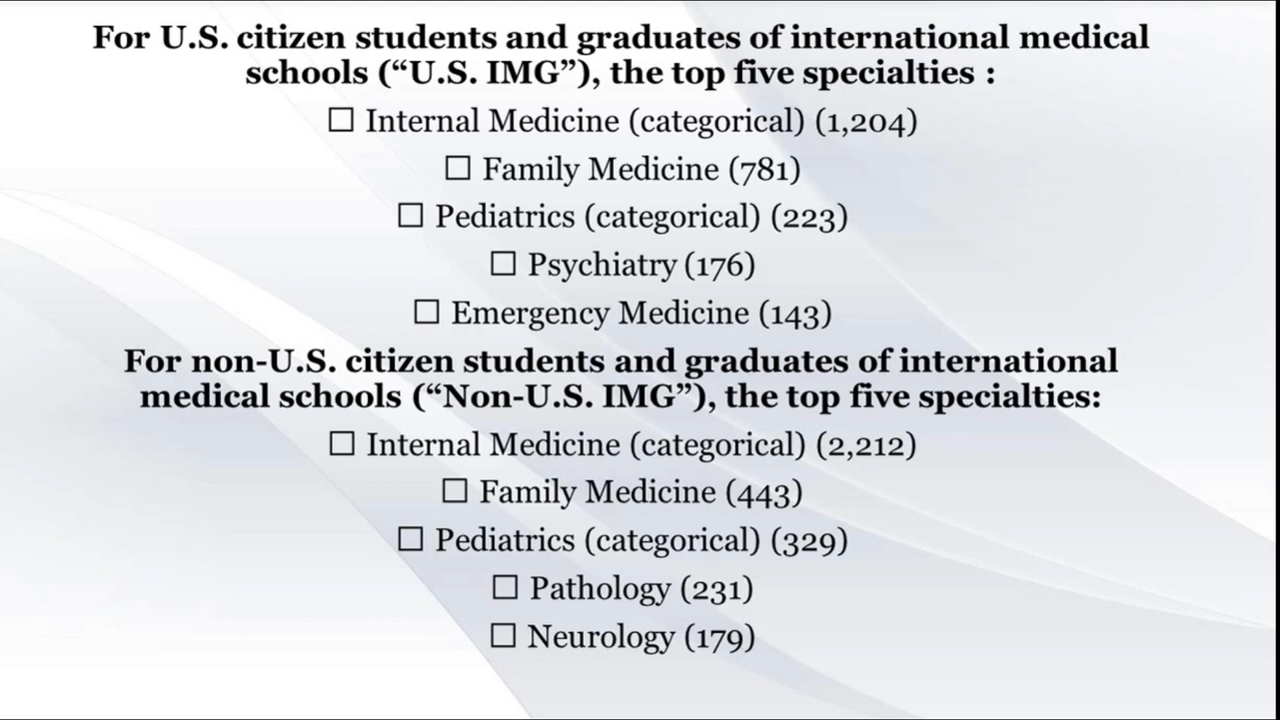 For U.S. citizen students and graduates of international medical
schools (“U.S. IMG”), the top five specialties :
☐ Internal Medicine (categorical) (1,204)
☐ Family Medicine (781)
☐ Pediatrics (categorical) (223)
☐ Psychiatry (176)
☐ Emergency Medicine (143)
For non-U.S. citizen students and graduates of international
medical schools (“Non-U.S. IMG”), the top five specialties:
☐ Internal Medicine (categorical) (2,212)
☐ Family Medicine (443)
☐ Pediatrics (categorical) (329)
☐ Pathology (231)
☐ Neurology (179)